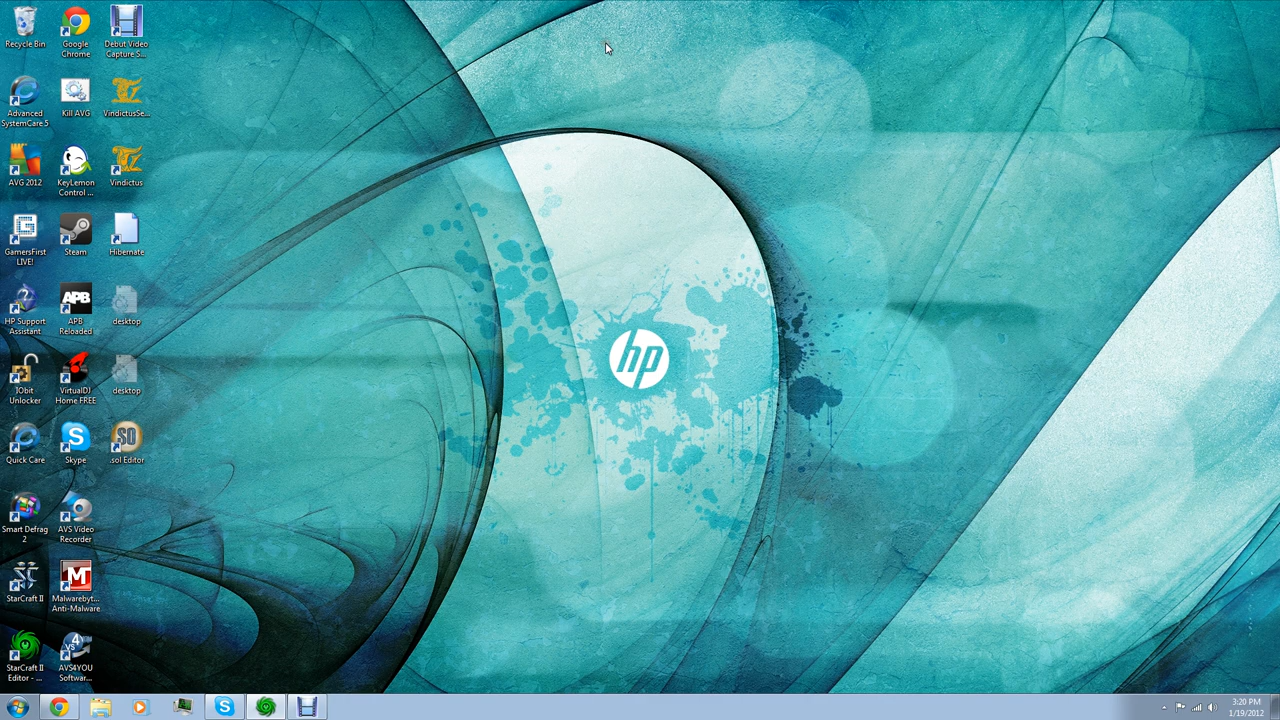 Recycle Bin
Google
Chrome
Debut Video
Capture S...
Advanced
SystemCare 5
Kill AVG
VindictusSe...
AVG 2012
KeyLemon
Control ...
Vindictus
GamersFirst
LIVE!
Steam
Hibernate
HP Support
Assistant
APB
APB
Reloaded
desktop
IObit
Unlocker
VirtualDJ
Home FREE
desktop
Quick Care
Skype
SO
.sol Editor
Smart Defrag
2
AVS Video
Recorder
StarCraft II
Malwarebyt...
Anti-Malware
StarCraft II
Editor - ...
AVS4YOU
Softwar...
hp
3:20 PM
1/19/2012